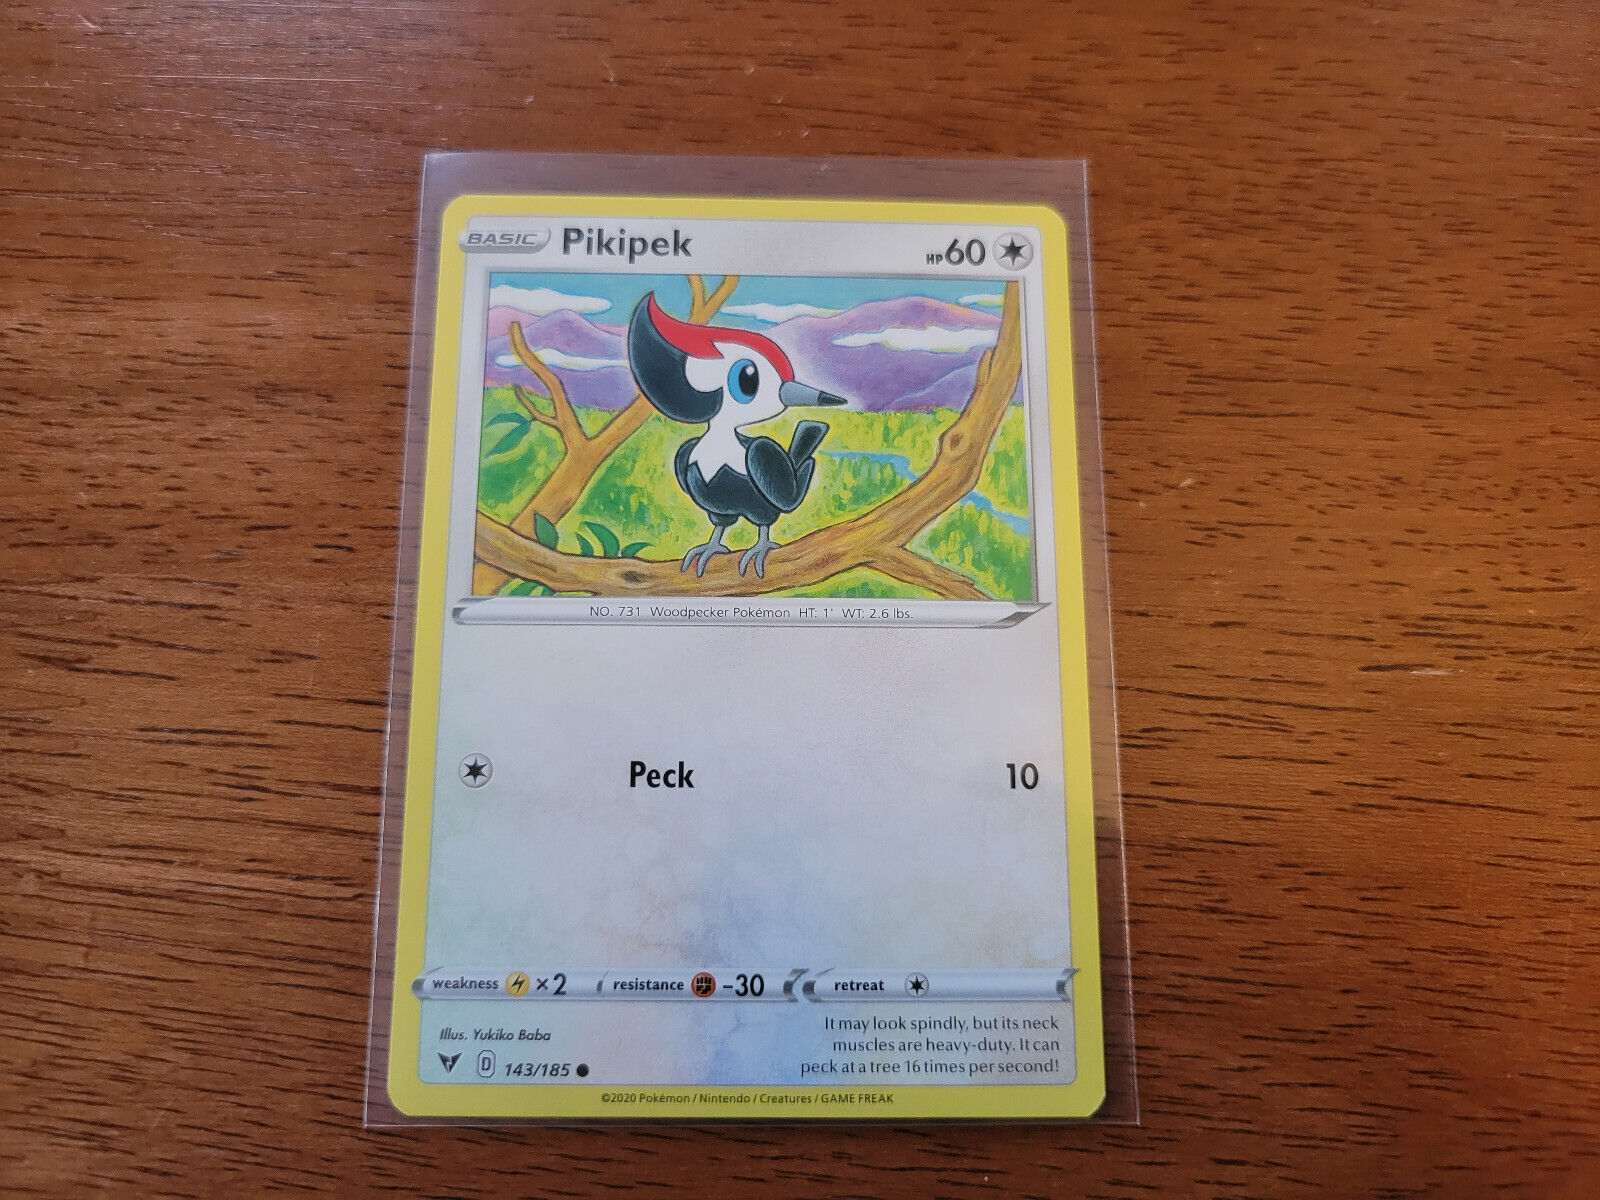 BASIC Pikipek HP60
NO. 731 Woodpecker Pokémon HT: 1' WT: 2.6 lbs.
Peck 10
weakness ×2 resistance -30 retreat
Illus. Yukiko Baba
It may look spindly, but its neck
muscles are heavy-duty. It can
peck at a tree 16 times per second!
D 143/185
©2020 Pokémon / Nintendo / Creatures / GAME FREAK